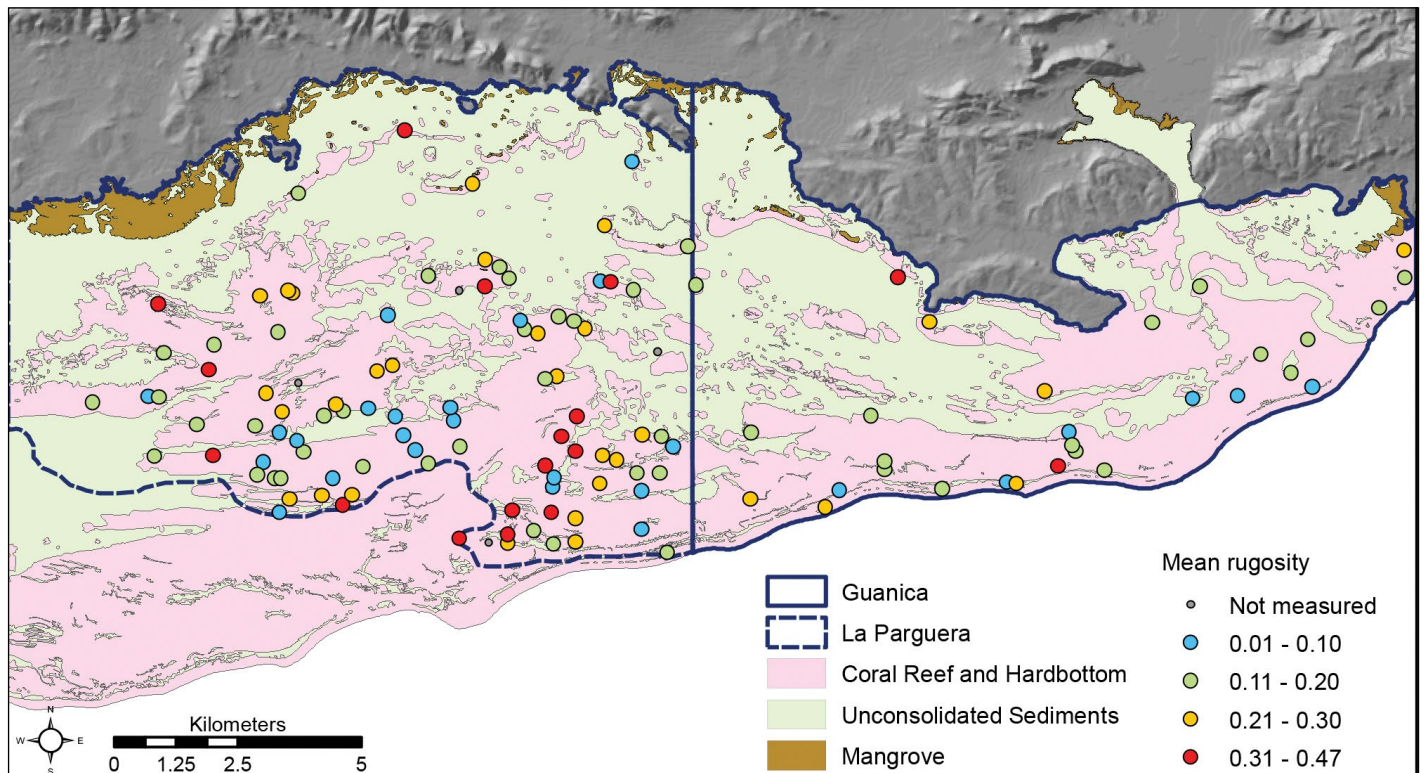 Guanica
La Parguera
Coral Reef and Hardbottom
Unconsolidated Sediments
Mangrove
Mean rugosity
Not measured
0.01 - 0.10
0.11 - 0.20
0.21 - 0.30
0.31 - 0.47
N
W E
S
Kilometers
0 1.25 2.5 5